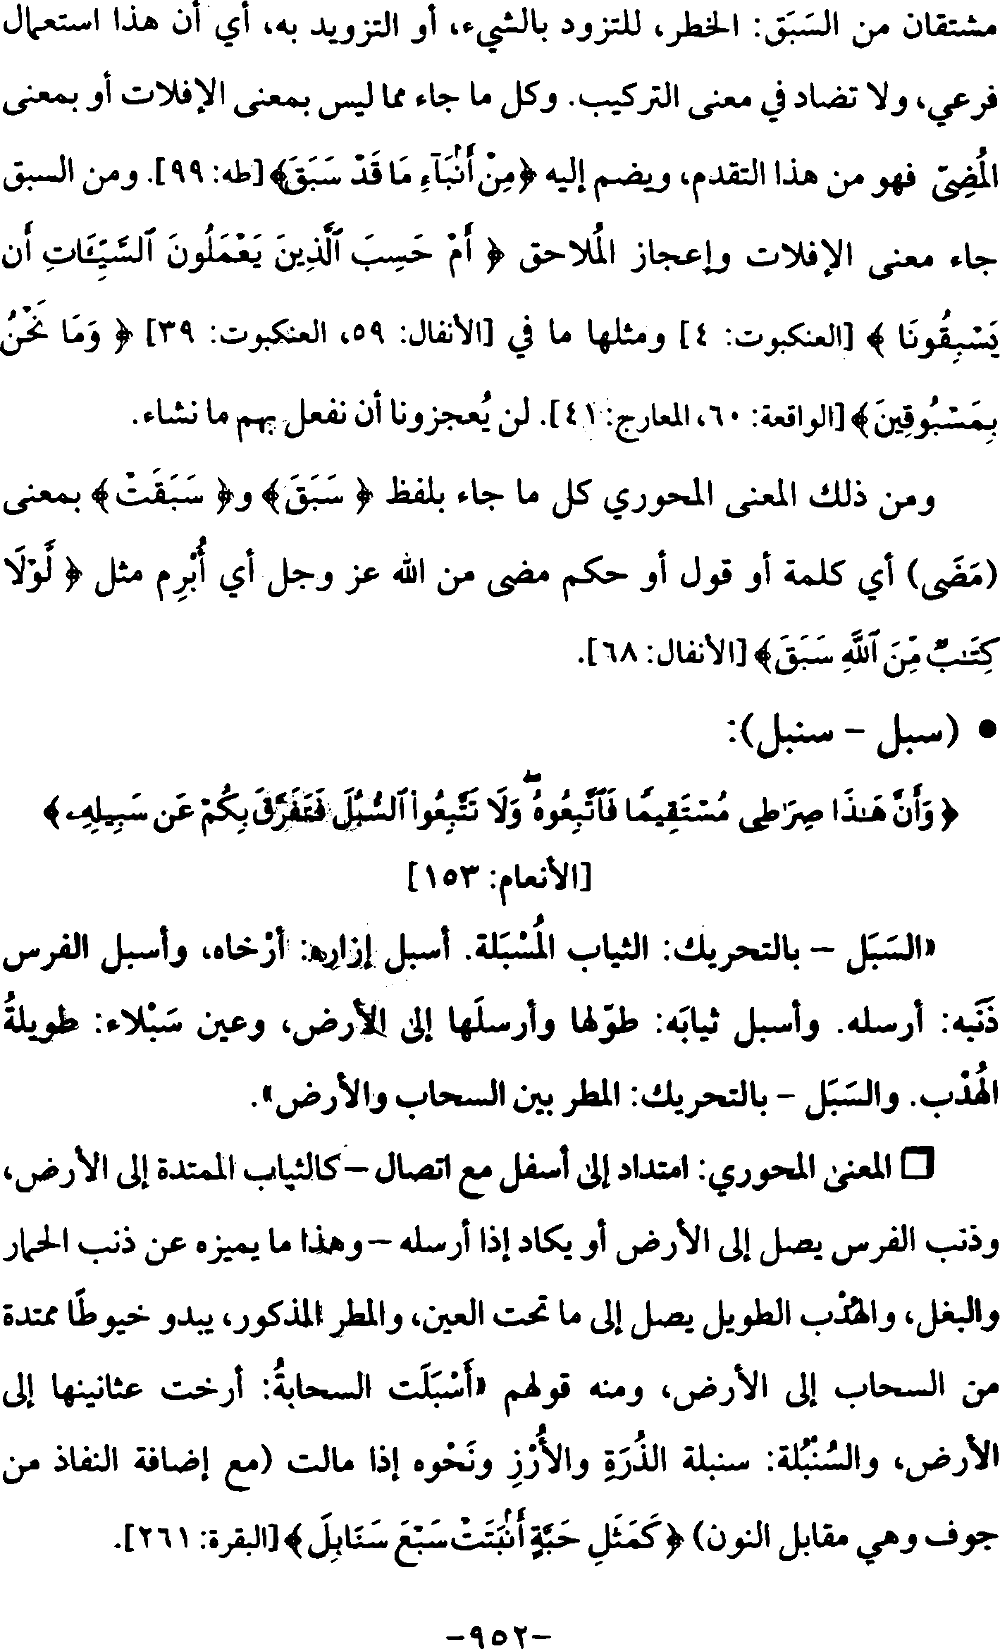 مشتقان من السَبَق: الخطر، للتزود بالشيء، أو التزويد به، أي أن هذا استعمال
فرعي، ولا تضاد في معنى التركيب. وكل ما جاء مما ليس بمعنى الإفلات أو بمعنى
المُضِيّ فهو من هذا التقدم، ويضم إليه ﴿مِنْ أَنۢبَآءِ مَا قَدْ سَبَقَ﴾ [طه: ٩٩]. ومن السبق
جاء معنى الإفلات وإعجاز المُلاحق ﴿ أَمْ حَسِبَ ٱلَّذِينَ يَعْمَلُونَ ٱلسَّيِّـَٔاتِ أَن
يَسْبِقُونَا ﴾ [العنكبوت: ٤] ومثلها ما في [الأنفال: ٥٩، العنكبوت: ٣٩] ﴿ وَمَا نَحْنُ
بِمَسْبُوقِينَ﴾ [الواقعة: ٦٠، المعارج: ٤١]. لن يُعجزونا أن نفعل بهم ما نشاء.
ومن ذلك المعنى المحوري كل ما جاء بلفظ ﴿ سَبَقَ﴾ و﴿ سَبَقَتْ﴾ بمعنى
(مَضَى) أي كلمة أو قول أو حكم مضى من الله عز وجل أي أُبْرِم مثل ﴿ لَّوْلَا
كِتَـٰبٌ مِّنَ ٱللَّهِ سَبَقَ﴾ [الأنفال: ٦٨].
• (سبل – سنبل):
﴿ وَأَنَّ هَـٰذَا صِرَٰطِى مُسْتَقِيمًا فَٱتَّبِعُوهُ ۖ وَلَا تَتَّبِعُوا۟ ٱلسُّبُلَ فَتَفَرَّقَ بِكُمْ عَن سَبِيلِهِۦ ﴾
[الأنعام: ١٥٣]
«السَبَل – بالتحريك: الثياب المُسْبَلة. أسبل إزاره: أرْخاه، وأسبل الفرس
ذَنَبه: أرسله. وأسبل ثيابَه: طوّلها وأرسلَها إلى الأرض، وعين سَبْلاء: طويلةُ
الهُدْب. والسَبَل – بالتحريك: المطر بين السحاب والأرض».
❒ المعنى المحوري: امتداد إلى أسفل مع اتصال – كالثياب الممتدة إلى الأرض،
وذنب الفرس يصل إلى الأرض أو يكاد إذا أرسله – وهذا ما يميزه عن ذنب الحمار
والبغل، والهُدْب الطويل يصل إلى ما تحت العين، والمطر المذكور، يبدو خيوطًا ممتدة
من السحاب إلى الأرض، ومنه قولهم «أَسْبَلَت السحابةُ: أرخت عثانينها إلى
الأرض، والسُنْبُلة: سنبلة الذُرَةِ والأُرْزِ ونَحْوه إذا مالت (مع إضافة النفاذ من
جوف وهي مقابل النون) ﴿ كَمَثَلِ حَبَّةٍ أَنۢبَتَتْ سَبْعَ سَنَابِلَ ﴾ [البقرة: ٢٦١].
-٩٥٢-